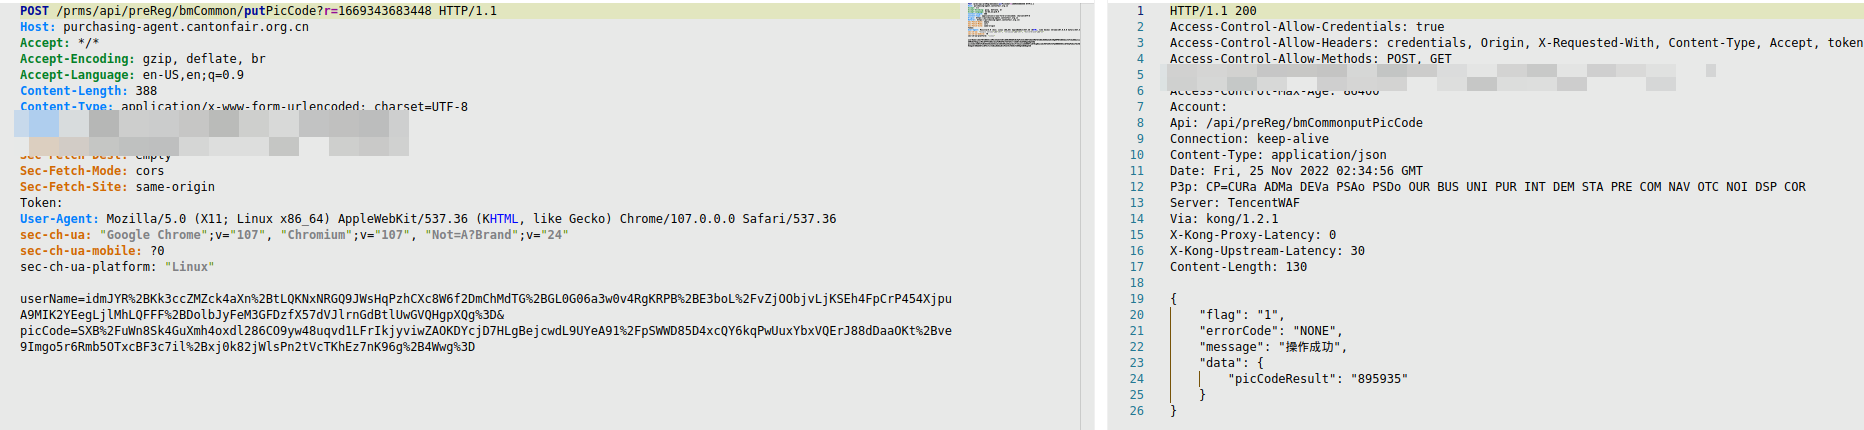 POST /prms/api/preReg/bmCommon/putPicCode?r=1669343683448 HTTP/1.1
Host: purchasing-agent.cantonfair.org.cn
Accept: */*
Accept-Encoding: gzip, deflate, br
Accept-Language: en-US,en;q=0.9
Content-Length: 388
Content-Type: application/x-www-form-urlencoded; charset=UTF-8
Sec-Fetch-Dest: empty
Sec-Fetch-Mode: cors
Sec-Fetch-Site: same-origin
Token:
User-Agent: Mozilla/5.0 (X11; Linux x86_64) AppleWebKit/537.36 (KHTML, like Gecko) Chrome/107.0.0.0 Safari/537.36
sec-ch-ua: "Google Chrome";v="107", "Chromium";v="107", "Not=A?Brand";v="24"
sec-ch-ua-mobile: ?0
sec-ch-ua-platform: "Linux"
userName=idmJYR%2BKk3ccZMZck4aXn%2BtLQKNxNRGQ9JWsHqPzhCXc8W6f2DmChMdTG%2BGL0G06a3w0v4RgKRPB%2BE3boL%2FvZjOObjvLjKSEh4FpCrP454Xjpu
A9MIK2YEegLjlMhLQFFF%2BDolbJyFeM3GFDzfX57dVJlrnGdBtlUwGVQHgpXQg%3D&
picCode=SXB%2FuWn8Sk4GuXmh4oxdl286CO9yw48uqvd1LFrIkjyviwZAOKDYcjD7HLgBejcwdL9UYeA91%2FpSWWD85D4xcQY6kqPwUuxYbxVQErJ88dDaaOKt%2Bve
9Imgo5r6Rmb5OTxcBF3c7il%2Bxj0k82jWlsPn2tVcTKhEz7nK96g%2B4Wwg%3D
1 HTTP/1.1 200
2 Access-Control-Allow-Credentials: true
3 Access-Control-Allow-Headers: credentials, Origin, X-Requested-With, Content-Type, Accept, token
4 Access-Control-Allow-Methods: POST, GET
5
6 Access-Control-Max-Age: 86400
7 Account:
8 Api: /api/preReg/bmCommonputPicCode
9 Connection: keep-alive
10 Content-Type: application/json
11 Date: Fri, 25 Nov 2022 02:34:56 GMT
12 P3p: CP=CURa ADMa DEVa PSAo PSDo OUR BUS UNI PUR INT DEM STA PRE COM NAV OTC NOI DSP COR
13 Server: TencentWAF
14 Via: kong/1.2.1
15 X-Kong-Proxy-Latency: 0
16 X-Kong-Upstream-Latency: 30
17 Content-Length: 130
18
19 {
20 "flag": "1",
21 "errorCode": "NONE",
22 "message": "操作成功",
23 "data": {
24 "picCodeResult": "895935"
25 }
26 }